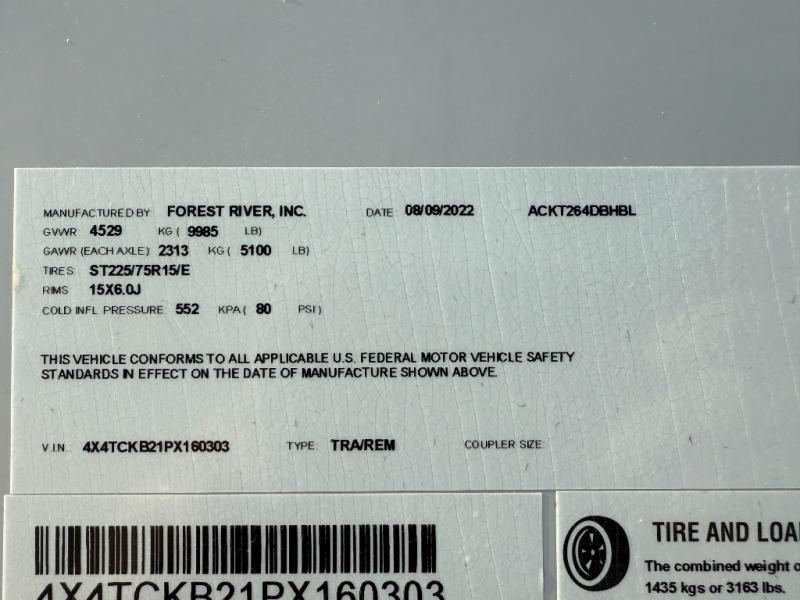 MANUFACTURED BY: FOREST RIVER, INC. DATE: 08/09/2022 ACKT264DBHBL
GVWR: 4529 KG ( 9985 LB)
GAWR (EACH AXLE): 2313 KG ( 5100 LB)
TIRES: ST225/75R15/E
RIMS: 15X6.0J
COLD INFL PRESSURE: 552 KPA ( 80 PSI )
THIS VEHICLE CONFORMS TO ALL APPLICABLE U.S. FEDERAL MOTOR VEHICLE SAFETY
STANDARDS IN EFFECT ON THE DATE OF MANUFACTURE SHOWN ABOVE.
V.I.N.: 4X4TCKB21PX160303 TYPE: TRA/REM COUPLER SIZE:
4X4TCKB21PX160303
TIRE AND
The combined weight
1435 kgs or 3163 lbs.